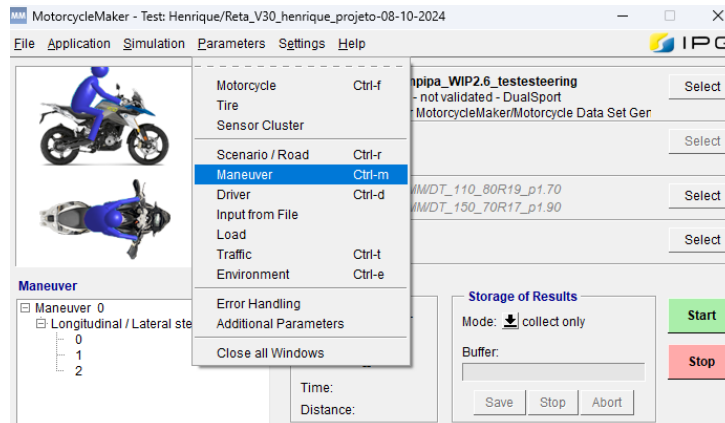 MM MotorcycleMaker - Test: Henrique/Reta_V30_henrique_projeto-08-10-2024
File Application Simulation Parameters Settings Help IPG
Motorcycle Ctrl-f
Tire
Sensor Cluster
Scenario / Road Ctrl-r
Maneuver Ctrl-m
Driver Ctrl-d
Input from File
Load
Traffic Ctrl-t
Environment Ctrl-e
Error Handling
Additional Parameters
Close all Windows
npipa_WIP2.6_testesteering
- not validated - DualSport
MotorcycleMaker/Motorcycle Data Set Gen
Select
Select
MM/DT_110_80R19_p1.70
MM/DT_150_70R17_p1.90
Select
Select
Maneuver
Maneuver 0
Longitudinal / Lateral ste
0
1
2
Time:
Distance:
Storage of Results
Mode: collect only
Buffer:
Save Stop Abort
Start
Stop